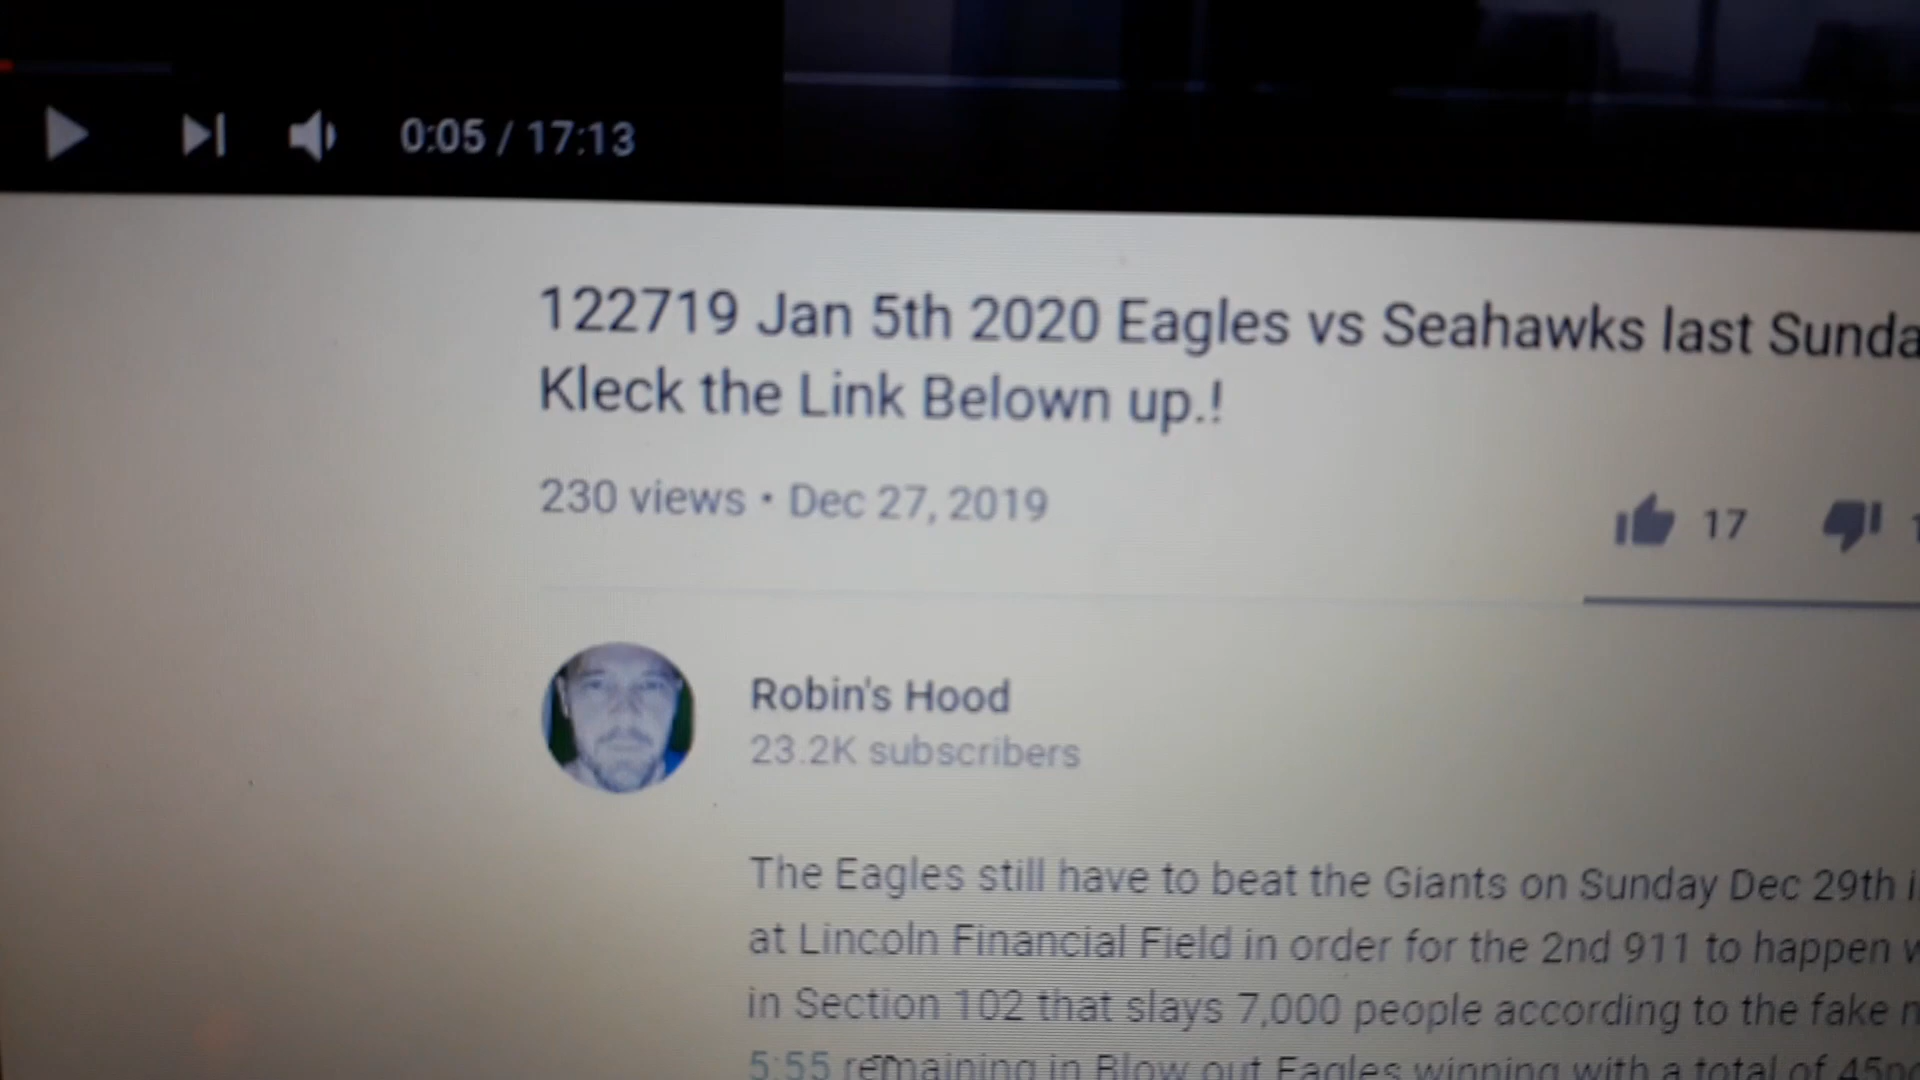 0:05 / 17:13
122719 Jan 5th 2020 Eagles vs Seahawks last Sunda
Kleck the Link Belown up.!
230 views • Dec 27, 2019
17
Robin's Hood
23.2K subscribers
The Eagles still have to beat the Giants on Sunday Dec 29th
at Lincoln Financial Field in order for the 2nd 911 to happen
in Section 102 that slays 7,000 people according to the fake
5:55 remaining in Blow out Eagles winning with a total of